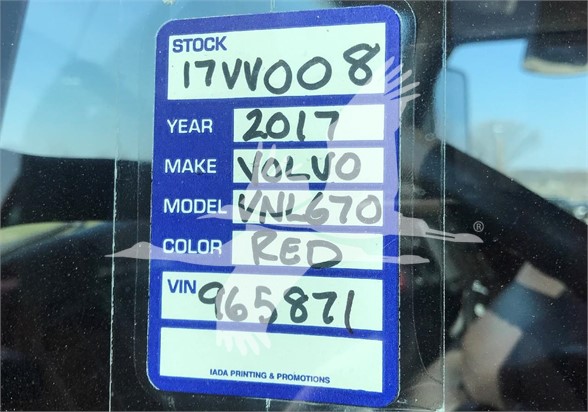 STOCK
17VV008
YEAR 2017
MAKE VOLVO
MODEL VNL670
COLOR RED
VIN 965871
IADA PRINTING & PROMOTIONS
®